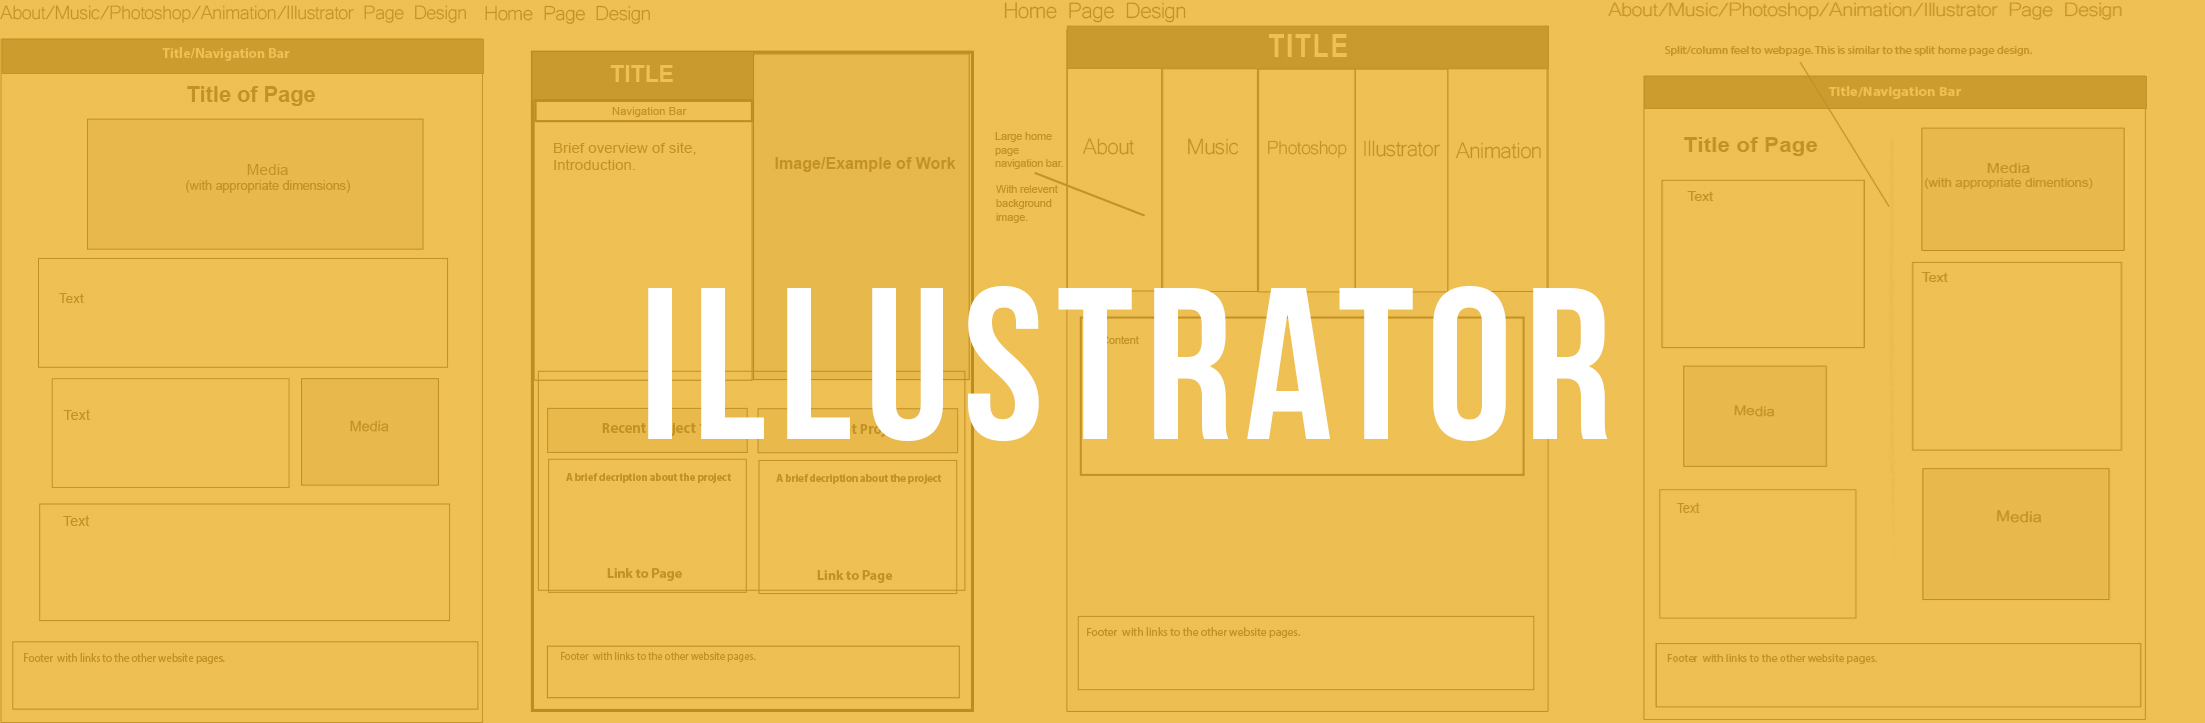 About/Music/Photoshop/Animation/Illustrator Page Design
Title/Navigation Bar
Title of Page
Media
(with appropriate dimensions)
Text
Text
Media
Text
Footer with links to the other website pages.
Home Page Design
TITLE
Navigation Bar
Brief overview of site,
Introduction.
Image/Example of Work
Recent
A brief decription about the project
Link to Page
A brief decription about the project
Link to Page
Footer with links to the other website pages.
Home Page Design
TITLE
Large home
page
navigation bar.
With relevent
background
image.
About
Music
Photoshop
Illustrator
Animation
Content
Footer with links to the other website pages.
ILLUSTRATOR
About/Music/Photoshop/Animation/Illustrator Page Design
Split/column feel to webpage. This is similar to the split home page design.
Title/Navigation Bar
Title of Page
Text
Media
Text
Media
(with appropriate dimentions)
Text
Media
Footer with links to the other website pages.